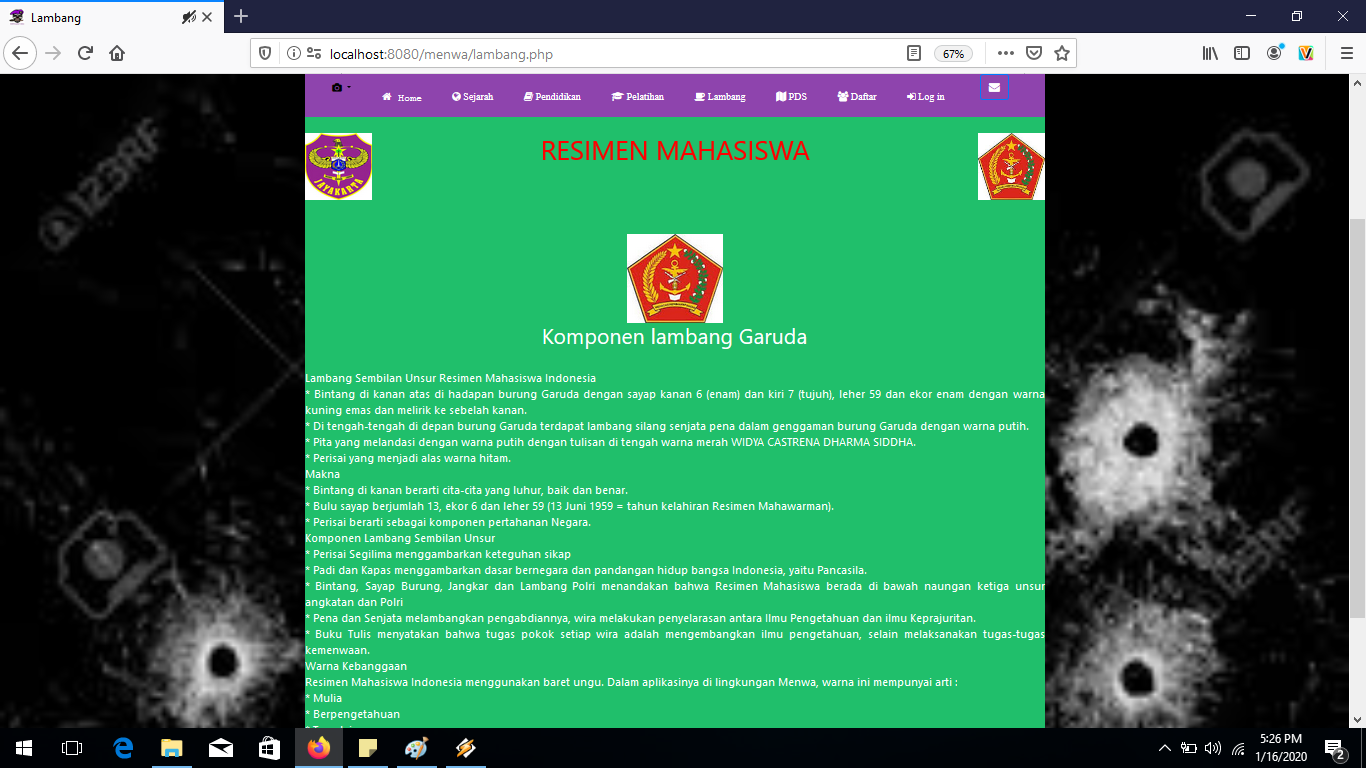 Lambang
localhost:8080/menwa/lambang.php
67%
Home Sejarah Pendidikan Pelatihan Lambang PDS Daftar Log in
RESIMEN MAHASISWA
JAYAKARTA
Komponen lambang Garuda
Lambang Sembilan Unsur Resimen Mahasiswa Indonesia
* Bintang di kanan atas di hadapan burung Garuda dengan sayap kanan 6 (enam) dan kiri 7 (tujuh), leher 59 dan ekor enam dengan warna
kuning emas dan melirik ke sebelah kanan.
* Di tengah-tengah di depan burung Garuda terdapat lambang silang senjata pena dalam genggaman burung Garuda dengan warna putih.
* Pita yang melandasi dengan warna putih dengan tulisan di tengah warna merah WIDYA CASTRENA DHARMA SIDDHA.
* Perisai yang menjadi alas warna hitam.
Makna
* Bintang di kanan berarti cita-cita yang luhur, baik dan benar.
* Bulu sayap berjumlah 13, ekor 6 dan leher 59 (13 Juni 1959 = tahun kelahiran Resimen Mahawarman).
* Perisai berarti sebagai komponen pertahanan Negara.
Komponen Lambang Sembilan Unsur
* Perisai Segilima menggambarkan keteguhan sikap
* Padi dan Kapas menggambarkan dasar bernegara dan pandangan hidup bangsa Indonesia, yaitu Pancasila.
* Bintang, Sayap Burung, Jangkar dan Lambang Polri menandakan bahwa Resimen Mahasiswa berada di bawah naungan ketiga unsur
angkatan dan Polri
* Pena dan Senjata melambangkan pengabdiannya, wira melakukan penyelarasan antara Ilmu Pengetahuan dan ilmu Keprajuritan.
* Buku Tulis menyatakan bahwa tugas pokok setiap wira adalah mengembangkan ilmu pengetahuan, selain melaksanakan tugas-tugas
kemenwaan.
Warna Kebanggaan
Resimen Mahasiswa Indonesia menggunakan baret ungu. Dalam aplikasinya di lingkungan Menwa, warna ini mempunyai arti :
* Mulia
* Berpengetahuan
123RF
5:26 PM
1/16/2020
2